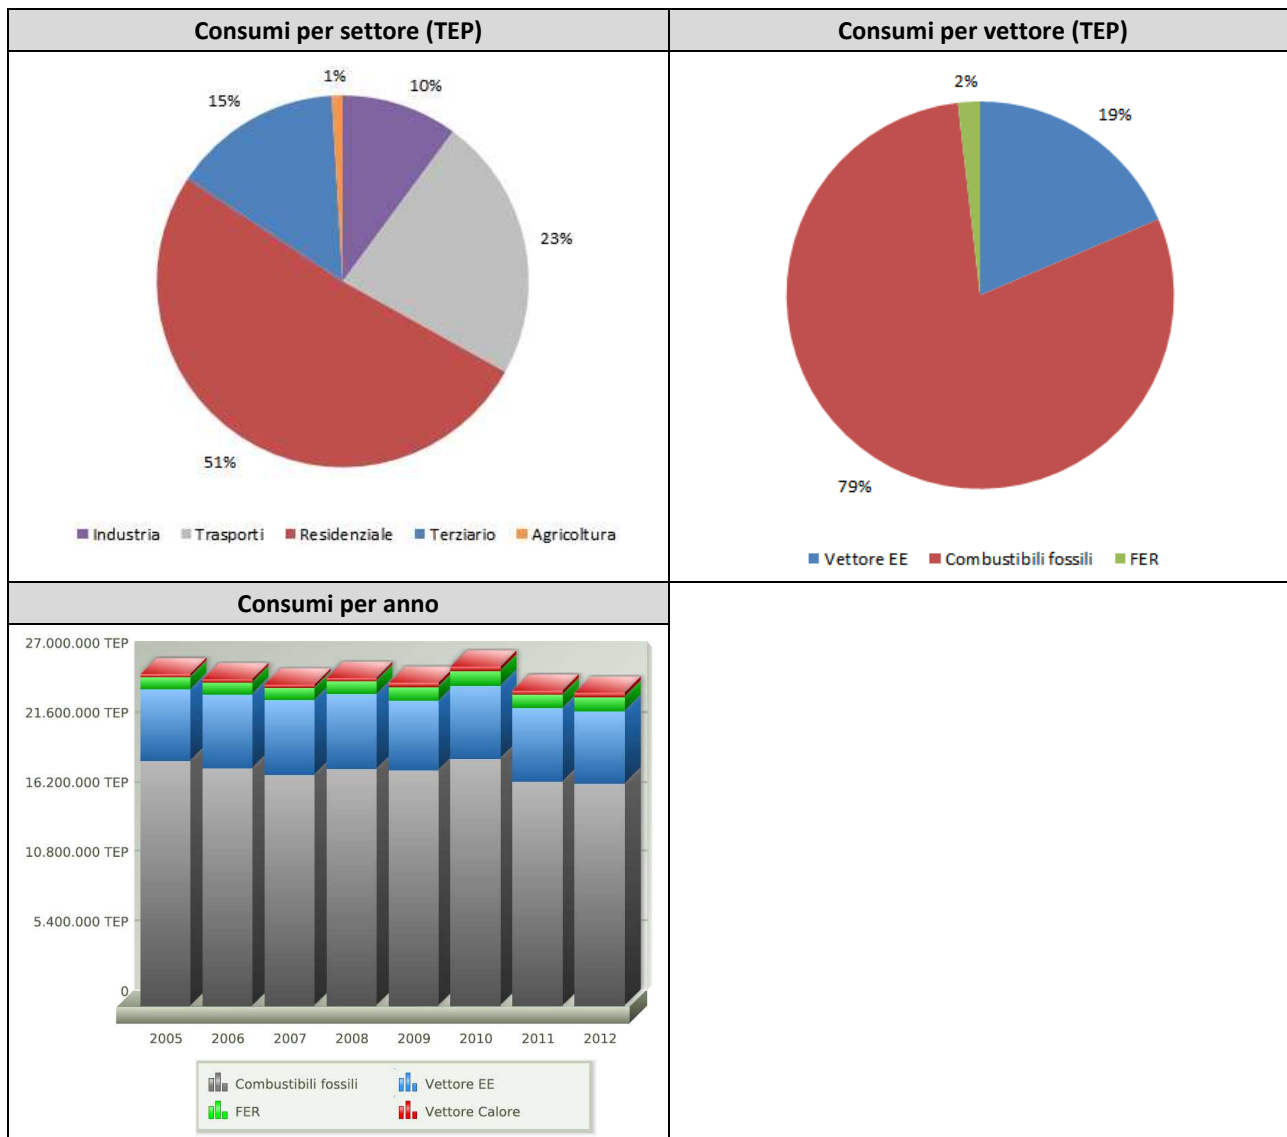 Consumi per settore (TEP)
1%
10%
15%
23%
51%
Industria Trasporti Residenziale Terziario Agricoltura
Consumi per vettore (TEP)
2%
19%
79%
Vettore EE Combustibili fossili FER
Consumi per anno
27.000.000 TEP
21.600.000 TEP
16.200.000 TEP
10.800.000 TEP
5.400.000 TEP
0
2005 2006 2007 2008 2009 2010 2011 2012
Combustibili fossili Vettore EE
FER Vettore Calore